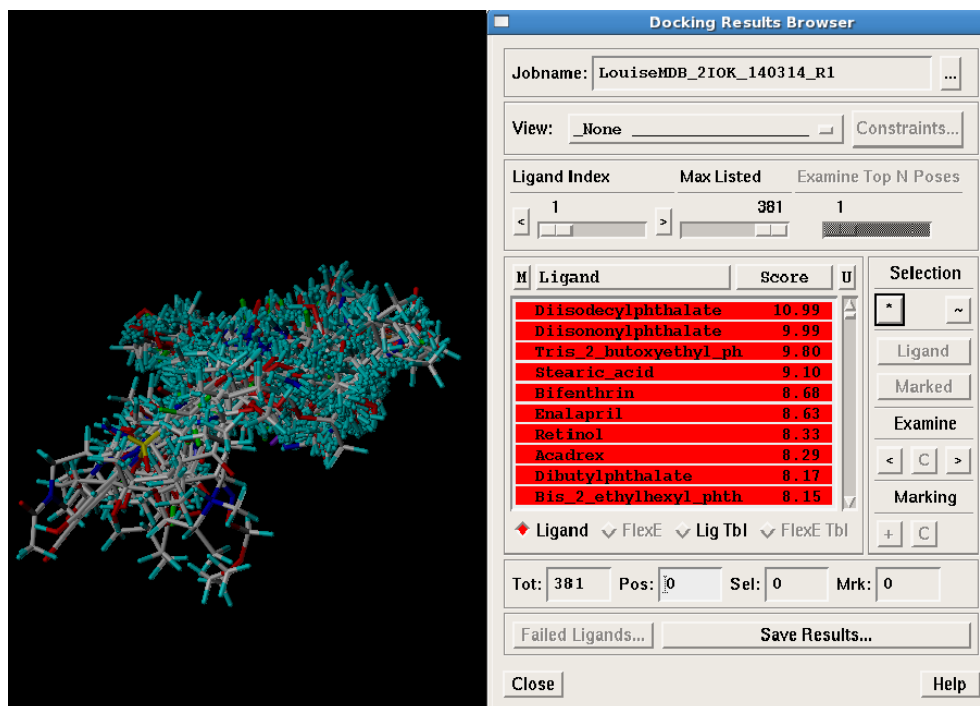 Docking Results Browser
Jobname: LouiseMDB_2IOK_140314_R1 ...
View: _None Constraints...
Ligand Index Max Listed Examine Top N Poses
1 381 1
< >
M Ligand Score U
Diisodecylphthalate 10.99
Diisononylphthalate 9.99
Tris_2_butoxyethyl_ph 9.80
Stearic_acid 9.10
Bifenthrin 8.68
Enalapril 8.63
Retinol 8.33
Acadrex 8.29
Dibutylphthalate 8.17
Bis_2_ethylhexyl_phth 8.15
Ligand FlexE Lig Tbl FlexE Tbl
Selection
* ~
Ligand
Marked
Examine
< C >
Marking
+ C
Tot: 381 Pos: 0 Sel: 0 Mrk: 0
Failed Ligands... Save Results...
Close Help